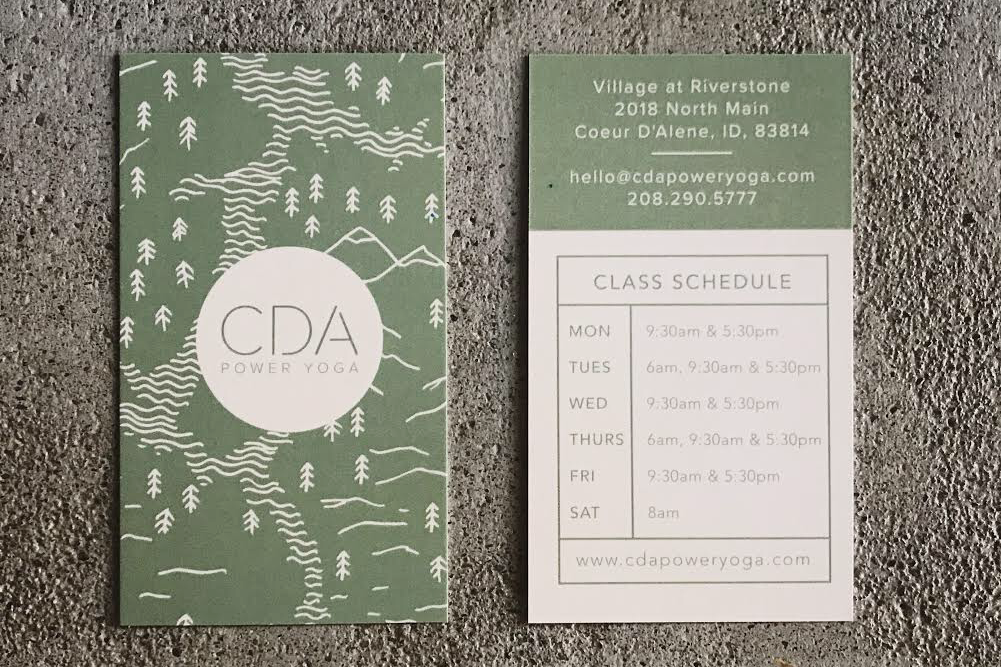 CDA
POWER YOGA
Village at Riverstone
2018 North Main
Coeur D'Alene, ID, 83814
hello@cdapoweryoga.com
208.290.5777
CLASS SCHEDULE
MON 9:30am & 5:30pm
TUES 6am, 9:30am & 5:30pm
WED 9:30am & 5:30pm
THURS 6am, 9:30am & 5:30pm
FRI 9:30am & 5:30pm
SAT 8am
www.cdapoweryoga.com